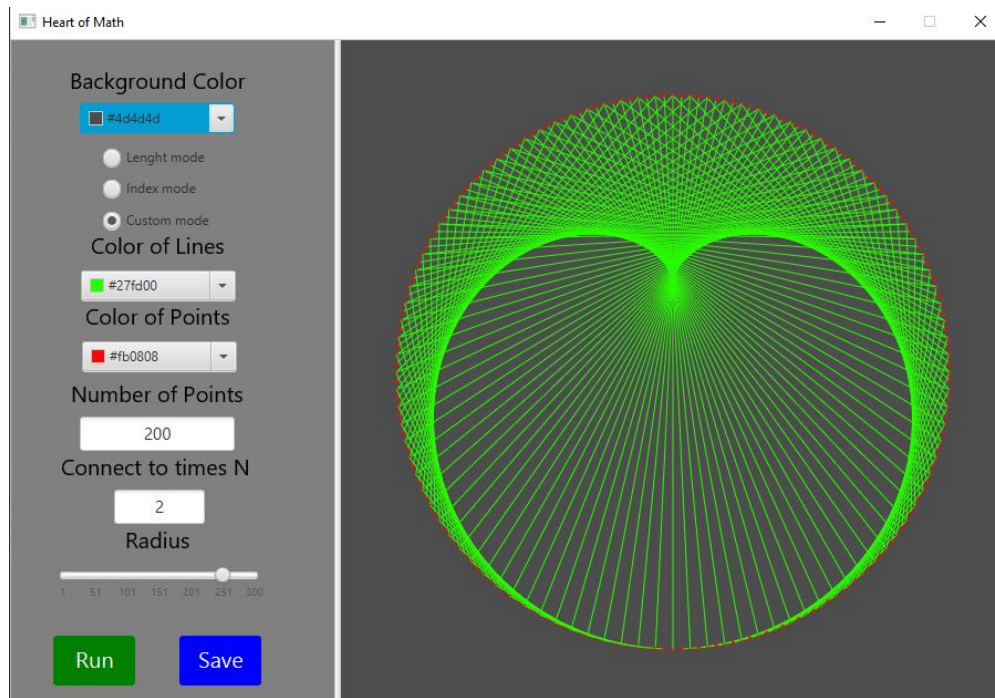 Heart of Math
Background Color
#4d4d4d
Lenght mode
Index mode
Custom mode
Color of Lines
#27fd00
Color of Points
#fb0808
Number of Points
200
Connect to times N
2
Radius
1 51 101 151 201 251 300
Run Save